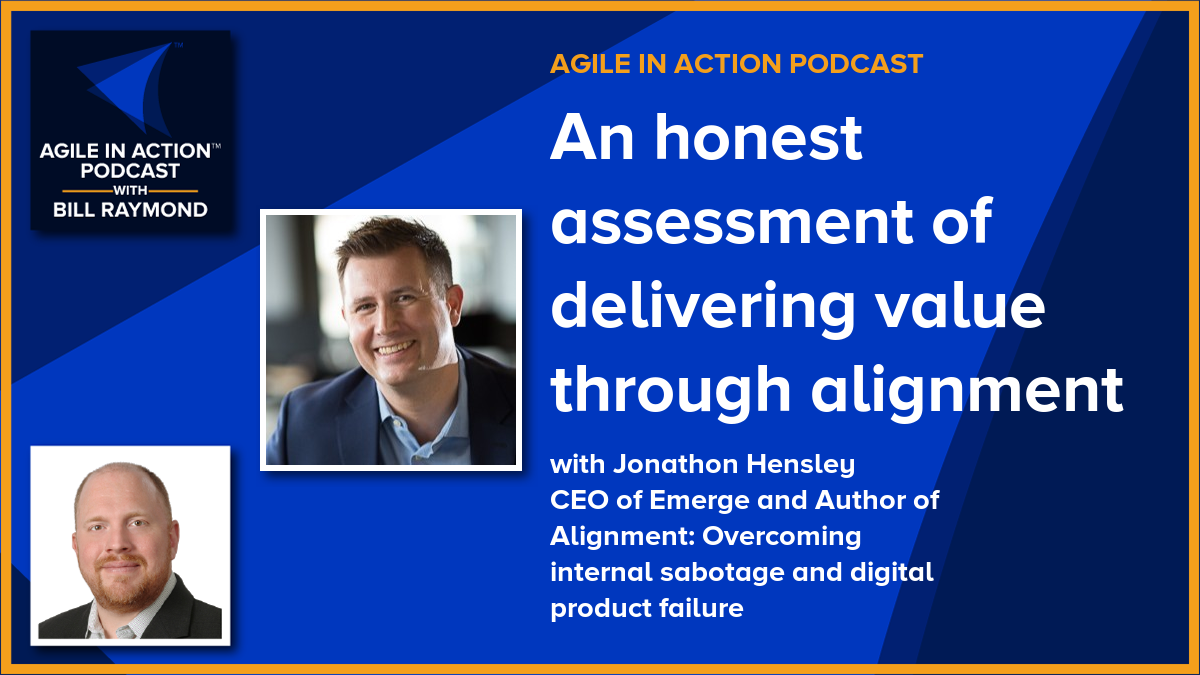 AGILE IN ACTION™
PODCAST
WITH
BILL RAYMOND
AGILE IN ACTION PODCAST
An honest
assessment of
delivering value
through alignment
with Jonathon Hensley
CEO of Emerge and Author of
Alignment: Overcoming
internal sabotage and digital
product failure